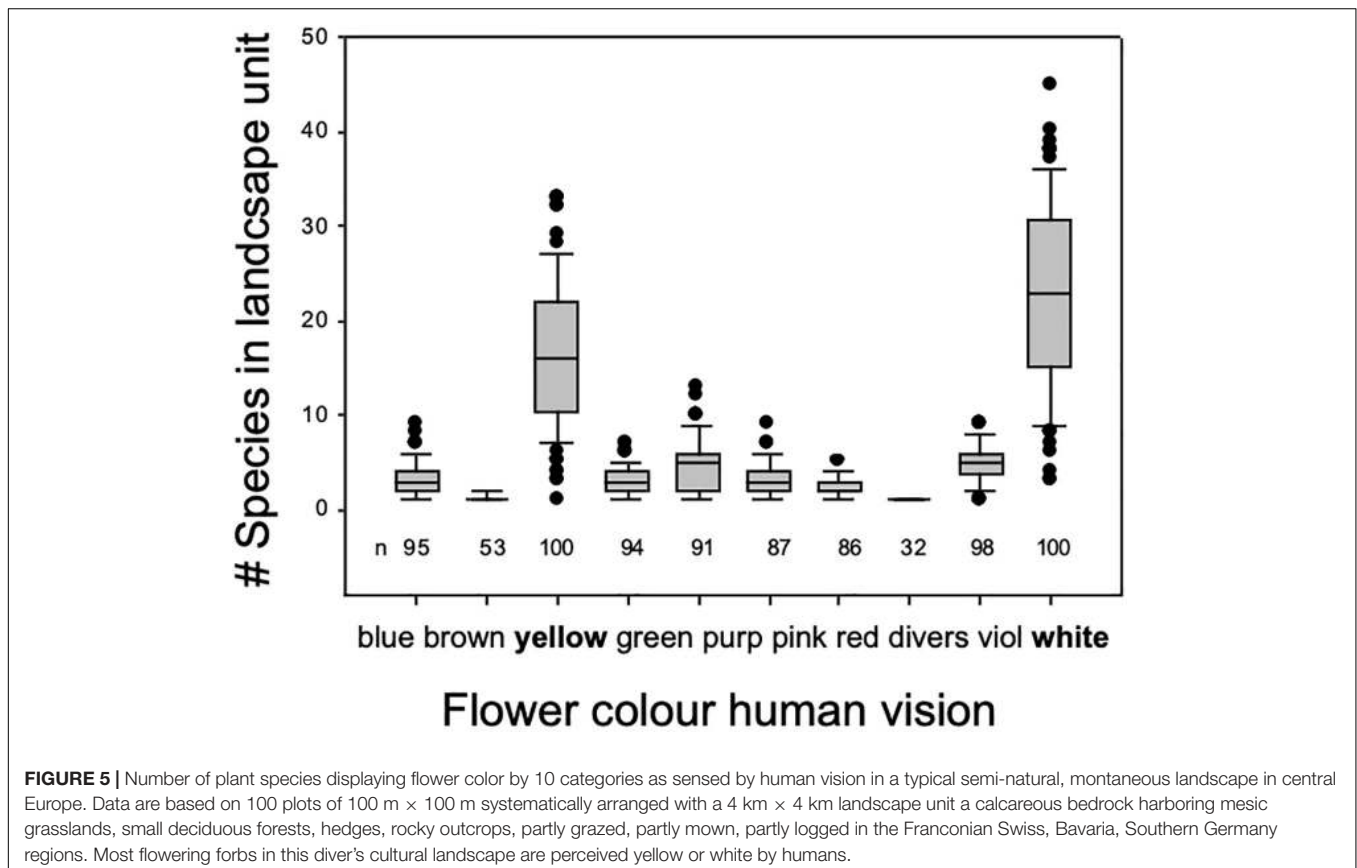 # Species in landcsape unit
50
40
30
20
10
0
n 95 53 100 94 91 87 86 32 98 100
blue brown yellow green purp pink red divers viol white
Flower colour human vision
FIGURE 5 | Number of plant species displaying flower color by 10 categories as sensed by human vision in a typical semi-natural, montaneous landscape in central
Europe. Data are based on 100 plots of 100 m × 100 m systematically arranged with a 4 km × 4 km landscape unit a calcareous bedrock harboring mesic
grasslands, small deciduous forests, hedges, rocky outcrops, partly grazed, partly mown, partly logged in the Franconian Swiss, Bavaria, Southern Germany
regions. Most flowering forbs in this diver's cultural landscape are perceived yellow or white by humans.